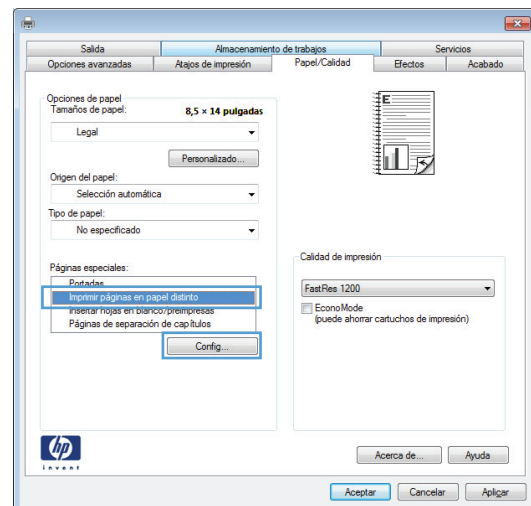 Salida
Almacenamiento de trabajos
Servicios
Opciones avanzadas
Atajos de impresión
Papel/Calidad
Efectos
Acabado
Opciones de papel
Tamaños de papel:
8,5 × 14 pulgadas
Legal
Personalizado...
Origen del papel:
Selección automática
Tipo de papel:
No especificado
Páginas especiales:
Portadas
Imprimir páginas en papel distinto
Insertar hojas en blanco/preimpresas
Páginas de separación de capítulos
Config...
E
Calidad de impresión
FastRes 1200
EconoMode
(puede ahorrar cartuchos de impresión)
hp
invent
Acerca de...
Ayuda
Aceptar
Cancelar
Aplicar